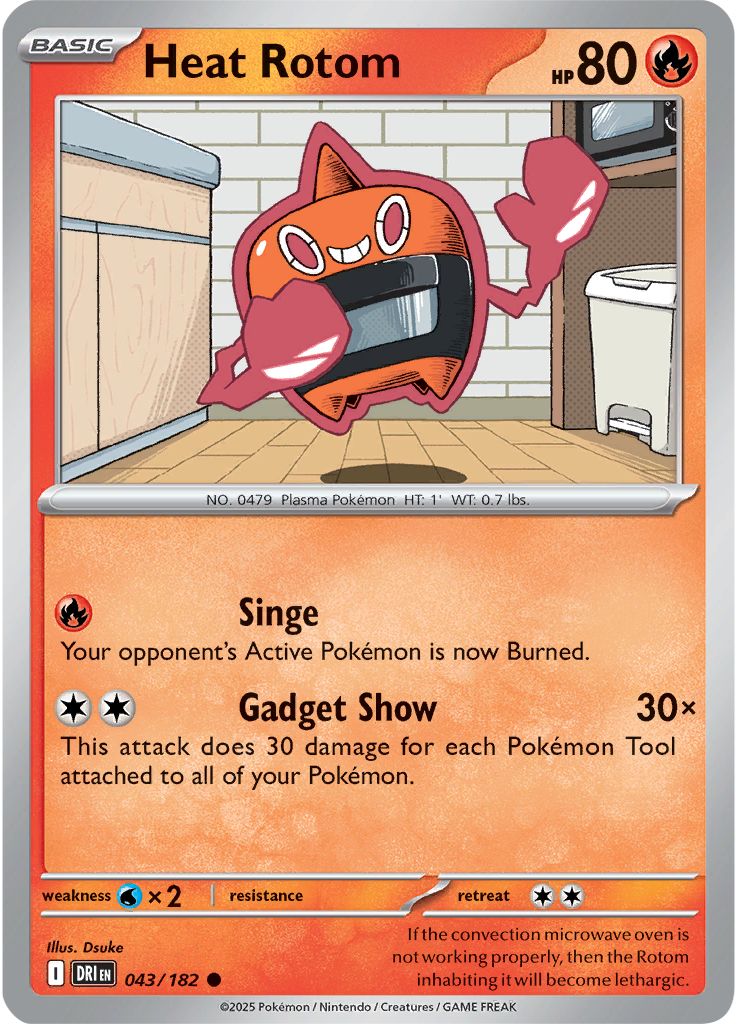 BASIC
Heat Rotom
HP 80
NO. 0479 Plasma Pokémon HT: 1' WT: 0.7 lbs.
Singe
Your opponent's Active Pokémon is now Burned.
Gadget Show 30×
This attack does 30 damage for each Pokémon Tool
attached to all of your Pokémon.
weakness ×2 resistance retreat
Illus. Dsuke
If the convection microwave oven is
not working properly, then the Rotom
inhabiting it will become lethargic.
I DRI EN 043/182
©2025 Pokémon / Nintendo / Creatures / GAME FREAK